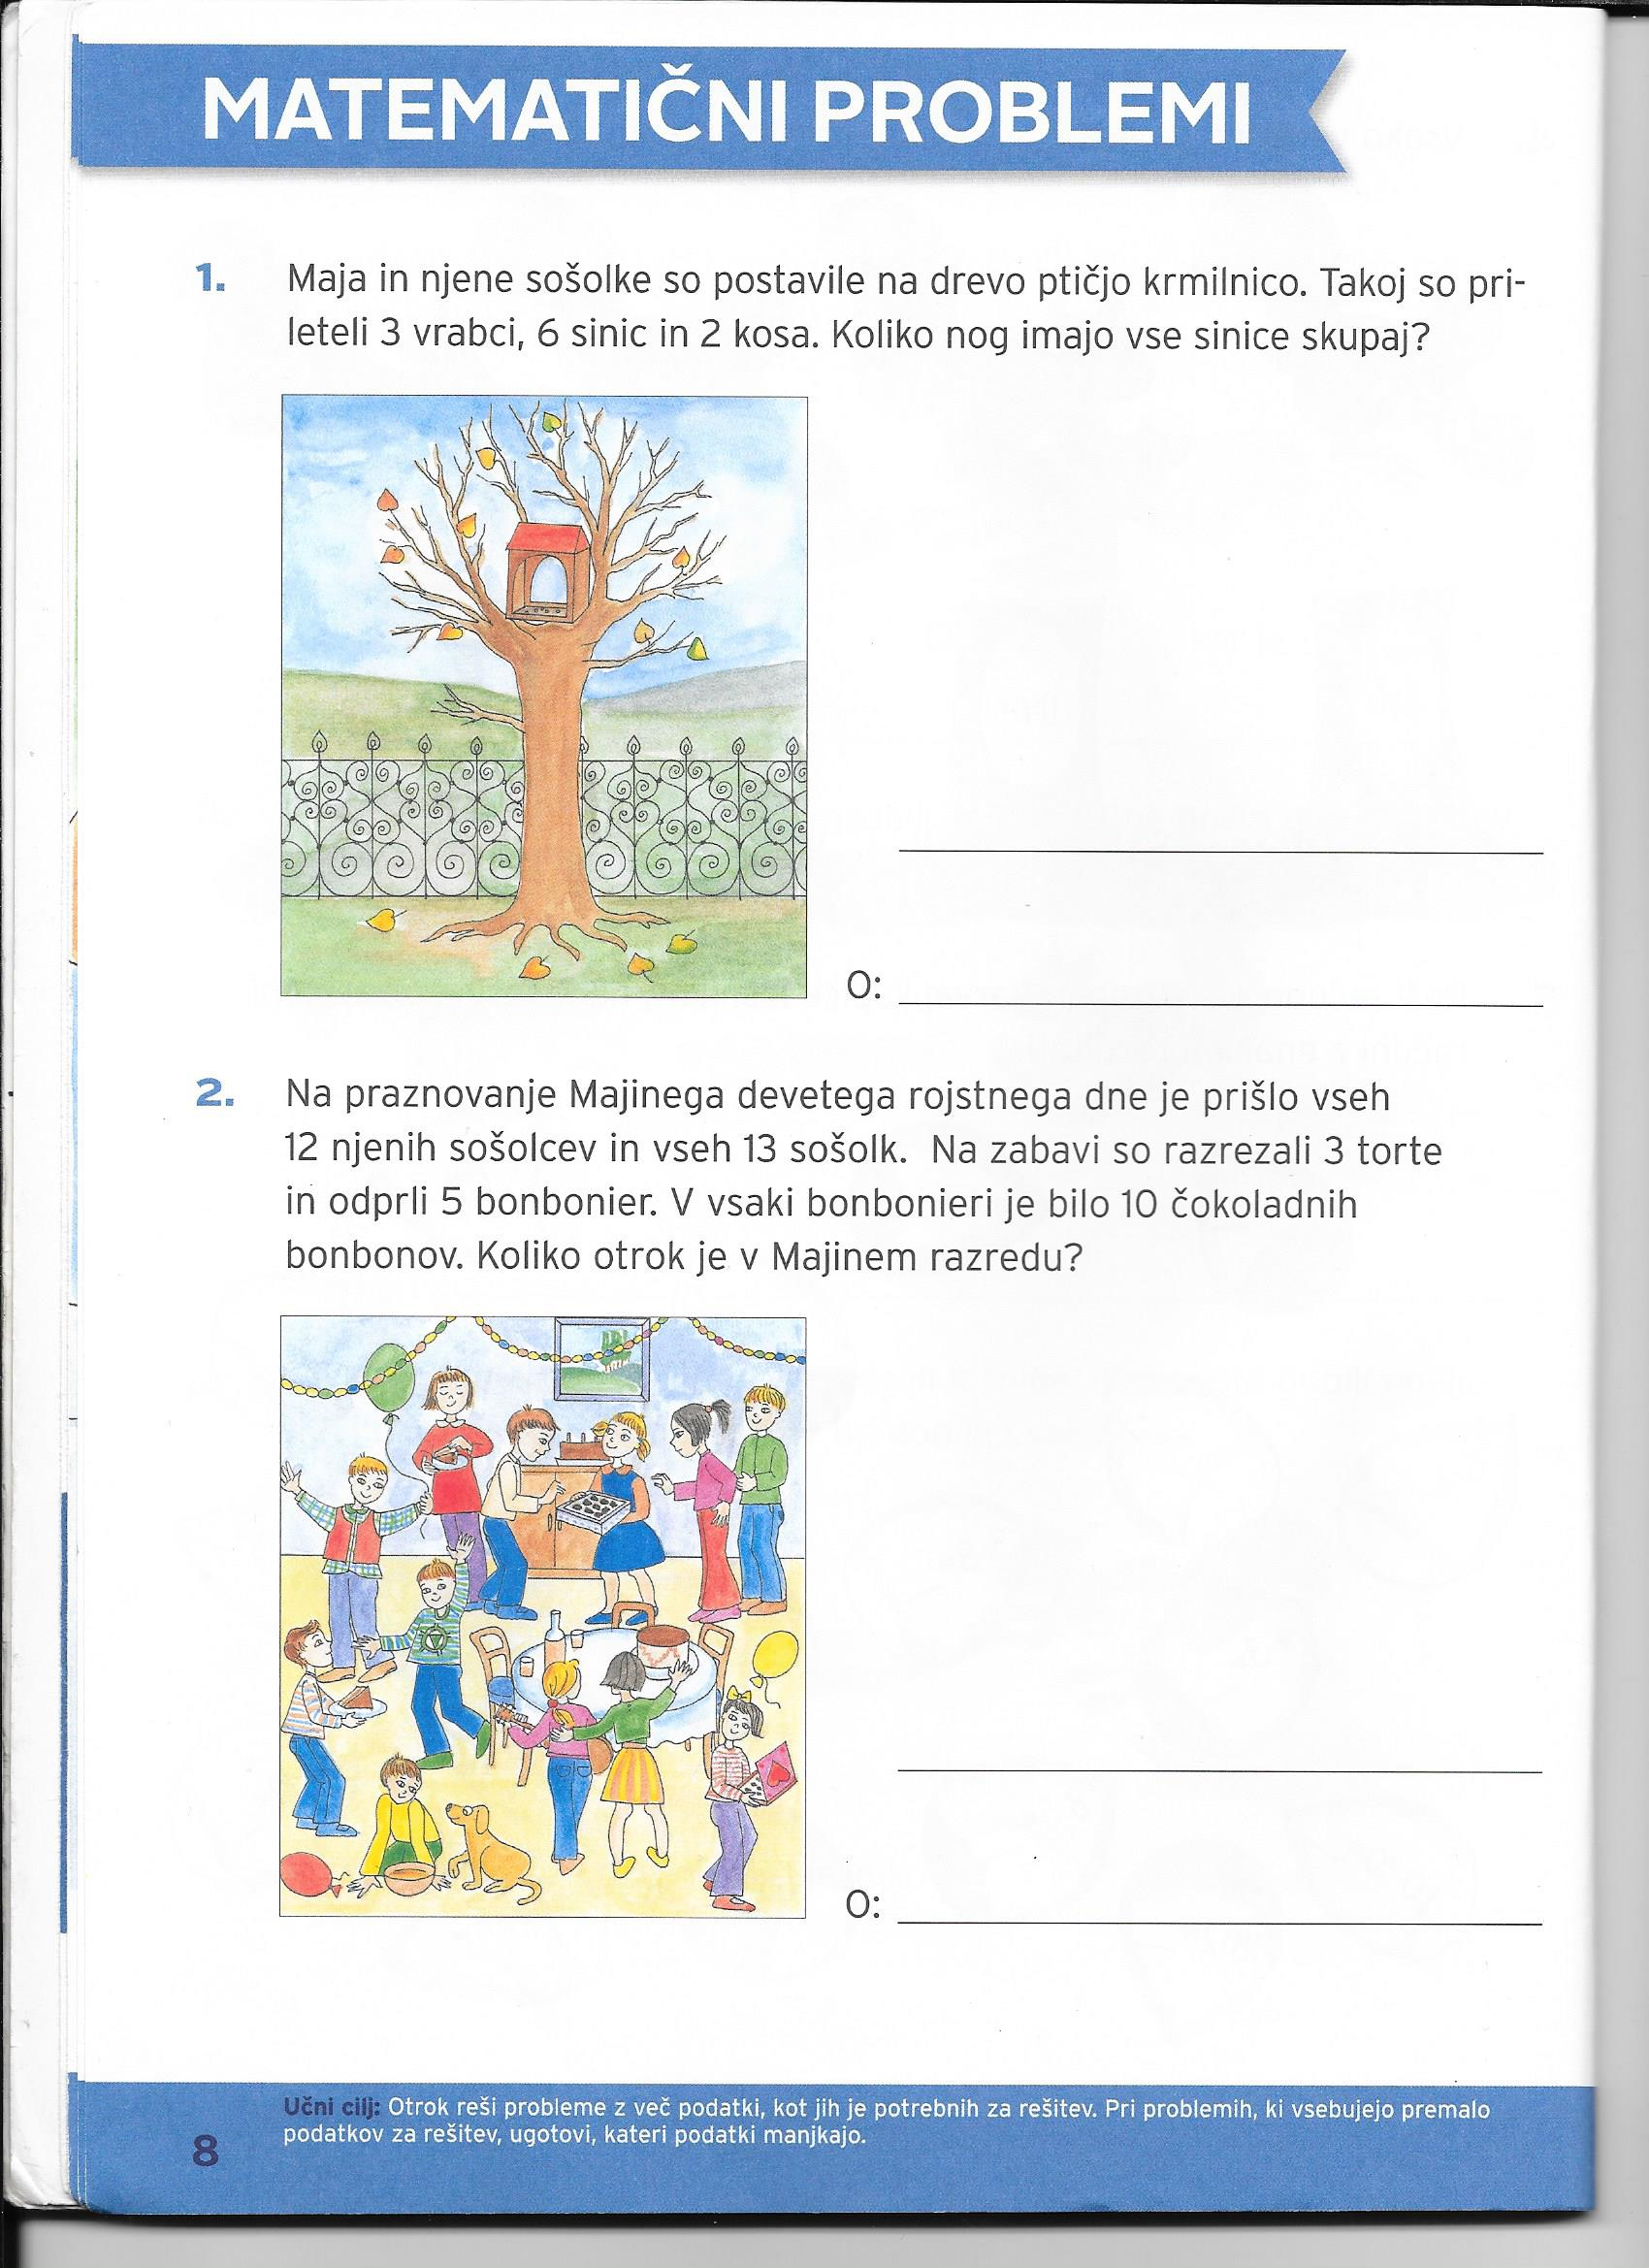 MATEMATIČNI PROBLEMI
1. Maja in njene sošolke so postavile na drevo ptičjo krmilnico. Takoj so pri-
leteli 3 vrabci, 6 sinic in 2 kosa. Koliko nog imajo vse sinice skupaj?
O:
2. Na praznovanje Majinega devetega rojstnega dne je prišlo vseh
12 njenih sošolcev in vseh 13 sošolk. Na zabavi so razrezali 3 torte
in odprli 5 bonbonier. V vsaki bonbonieri je bilo 10 čokoladnih
bonbonov. Koliko otrok je v Majinem razredu?
O:
Učni cilj: Otrok reši probleme z več podatki, kot jih je potrebnih za rešitev. Pri problemih, ki vsebujejo premalo
podatkov za rešitev, ugotovi, kateri podatki manjkajo.
8